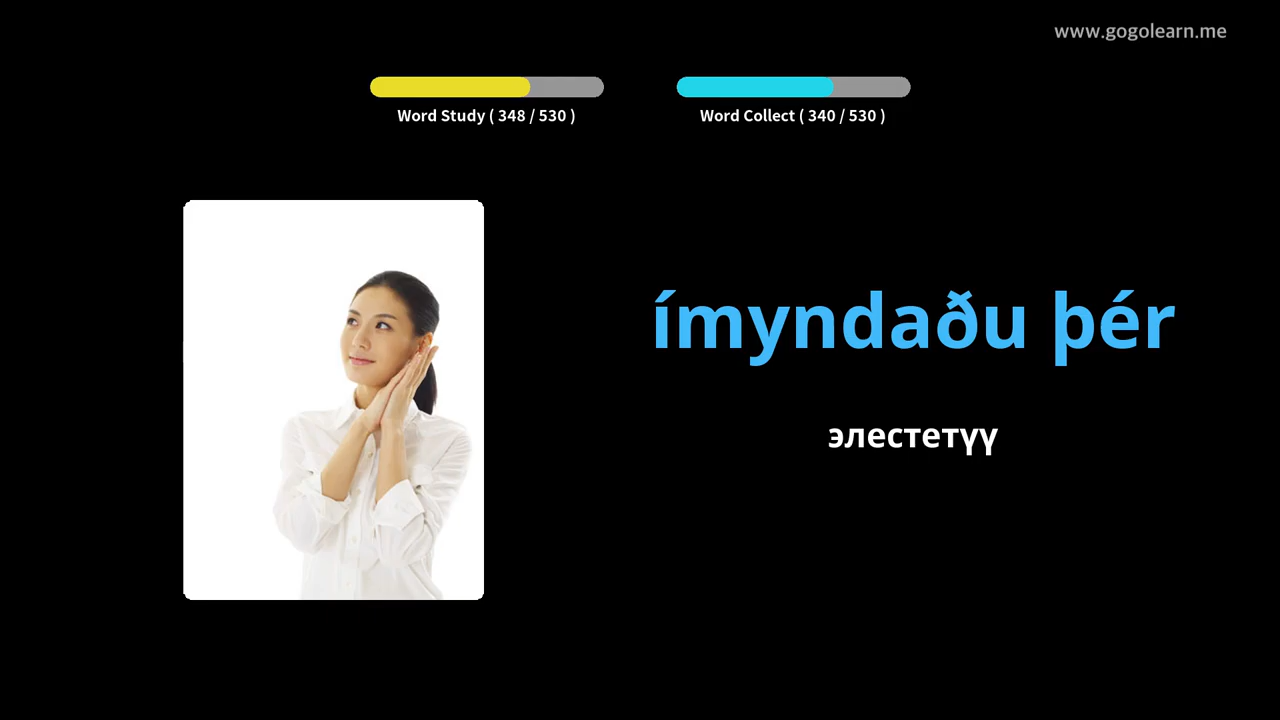 www.gogolearn.me
Word Study ( 348 / 530 )
Word Collect ( 340 / 530 )
ímyndaðu þér
элестетүү